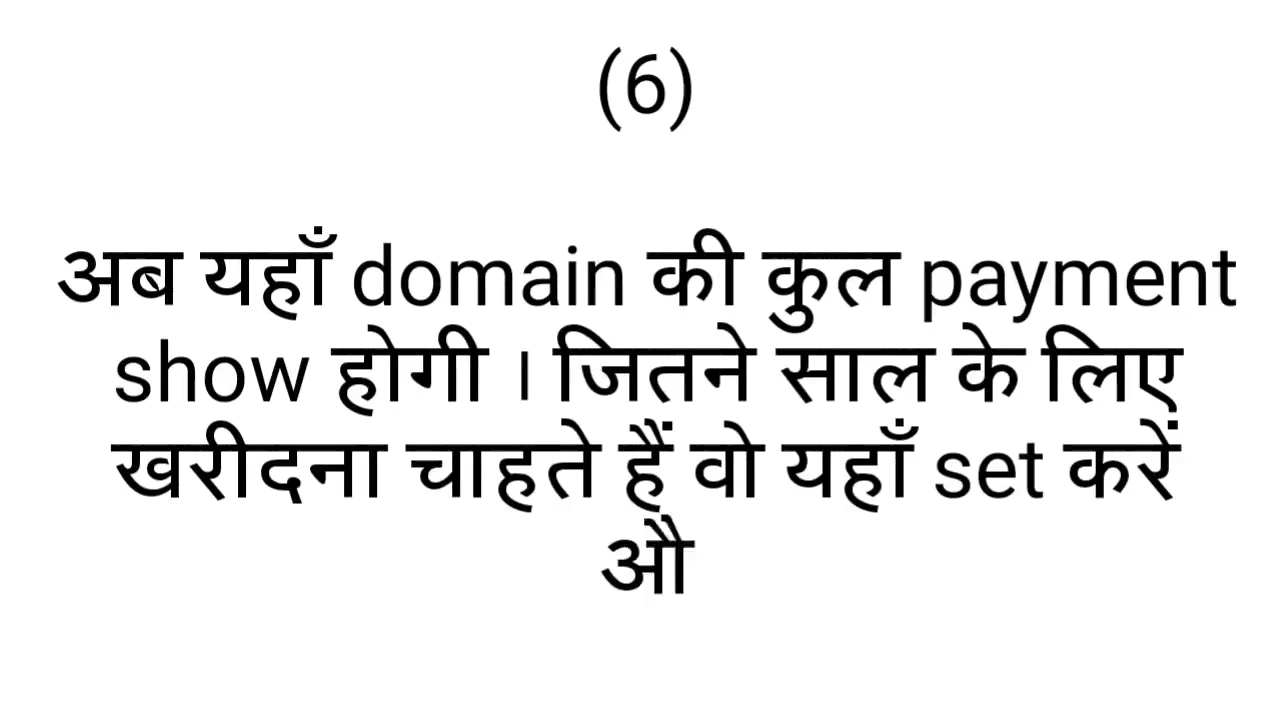 (6)
अब यहाँ domain की कुल payment
show होगी । जितने साल के लिए
खरीदना चाहते हैं वो यहाँ set करें
औ